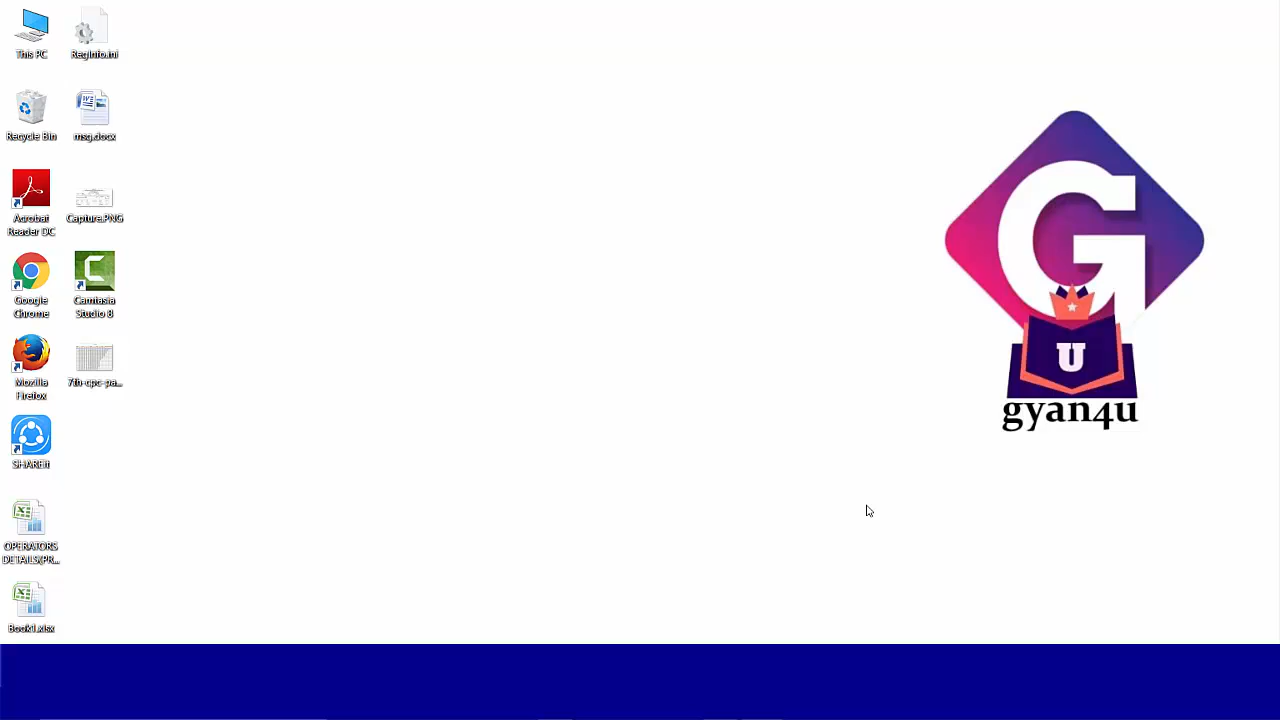 This PC
RegInfo.ini
Recycle Bin
msg.docx
Acrobat
Reader DC
Capture.PNG
Google
Chrome
Camtasia
Studio 8
Mozilla
Firefox
7th-cpc-pa...
SHAREit
OPERATORS
DETAILS(PR...
Book1.xlsx
G
U
gyan4u